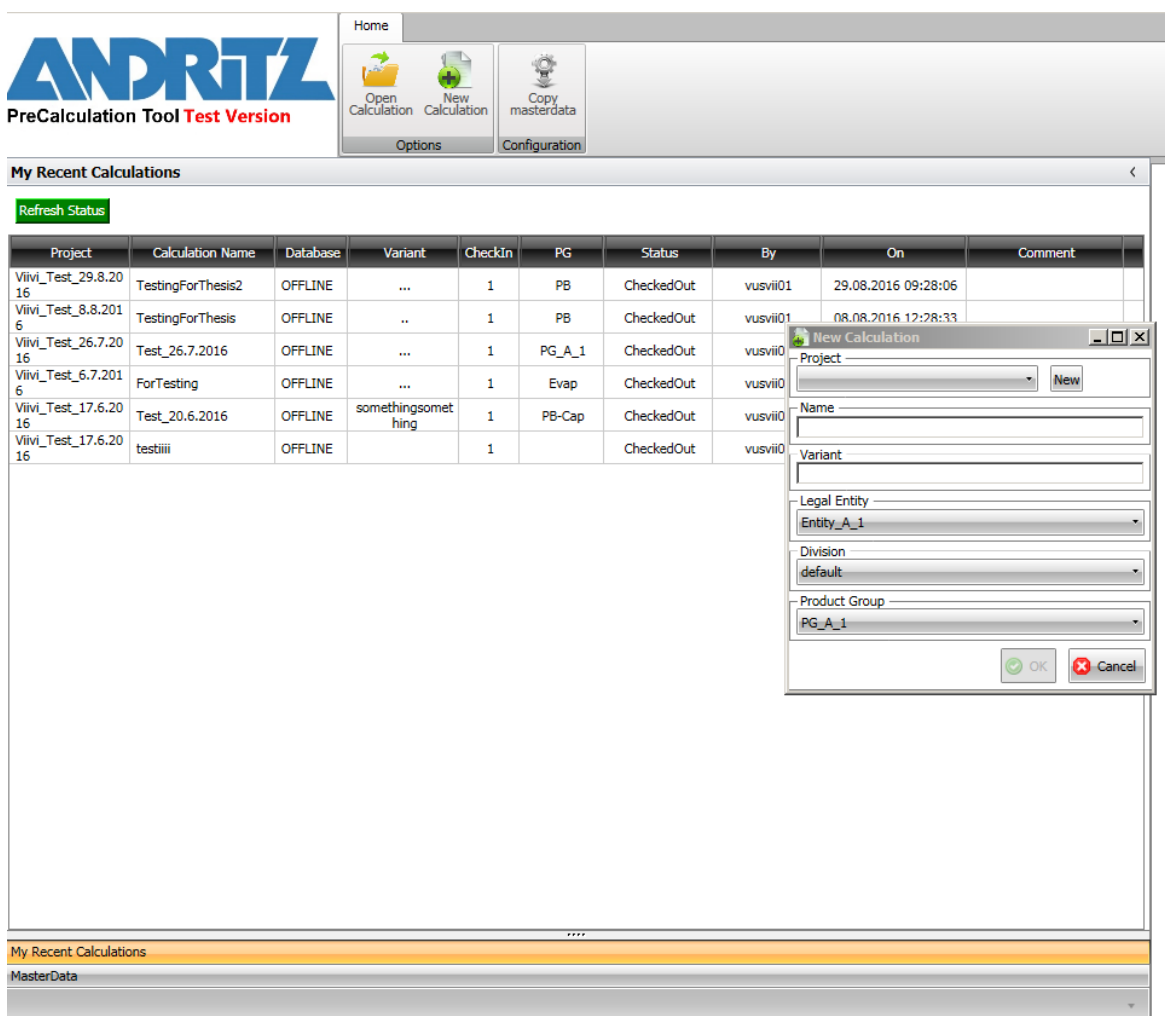 Home
ANDRITZ
PreCalculation Tool Test Version
Open Calculation
New Calculation
Copy masterdata
Options
Configuration
My Recent Calculations
Refresh Status
Project Calculation Name Database Variant CheckIn PG Status By On Comment
Viivi_Test_29.8.20
16
TestingForThesis2 OFFLINE ... 1 PB CheckedOut vusvii01 29.08.2016 09:28:06
Viivi_Test_8.8.201
6
TestingForThesis OFFLINE .. 1 PB CheckedOut vusvii01 08.08.2016 12:28:33
Viivi_Test_26.7.20
16
Test_26.7.2016 OFFLINE ... 1 PG_A_1 CheckedOut vusvii0
Viivi_Test_6.7.201
6
ForTesting OFFLINE ... 1 Evap CheckedOut vusvii0
Viivi_Test_17.6.20
16
Test_20.6.2016 OFFLINE somethingsomet
hing
1 PB-Cap CheckedOut vusvii0
Viivi_Test_17.6.20
16
testiiii OFFLINE 1 CheckedOut vusvii0
New Calculation
Project
New
Name
Variant
Legal Entity
Entity_A_1
Division
default
Product Group
PG_A_1
OK Cancel
My Recent Calculations
MasterData